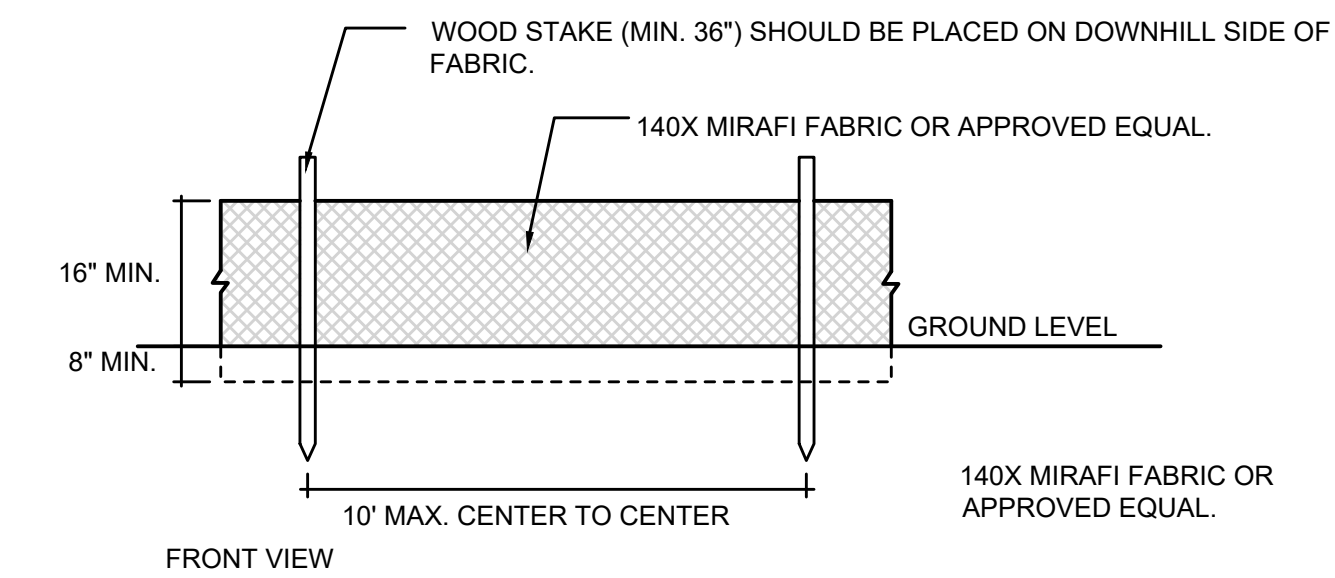 WOOD STAKE (MIN. 36") SHOULD BE PLACED ON DOWNHILL SIDE OF
FABRIC.
140X MIRAFI FABRIC OR APPROVED EQUAL.
16" MIN.
GROUND LEVEL
8" MIN.
140X MIRAFI FABRIC OR
APPROVED EQUAL.
10' MAX. CENTER TO CENTER
FRONT VIEW